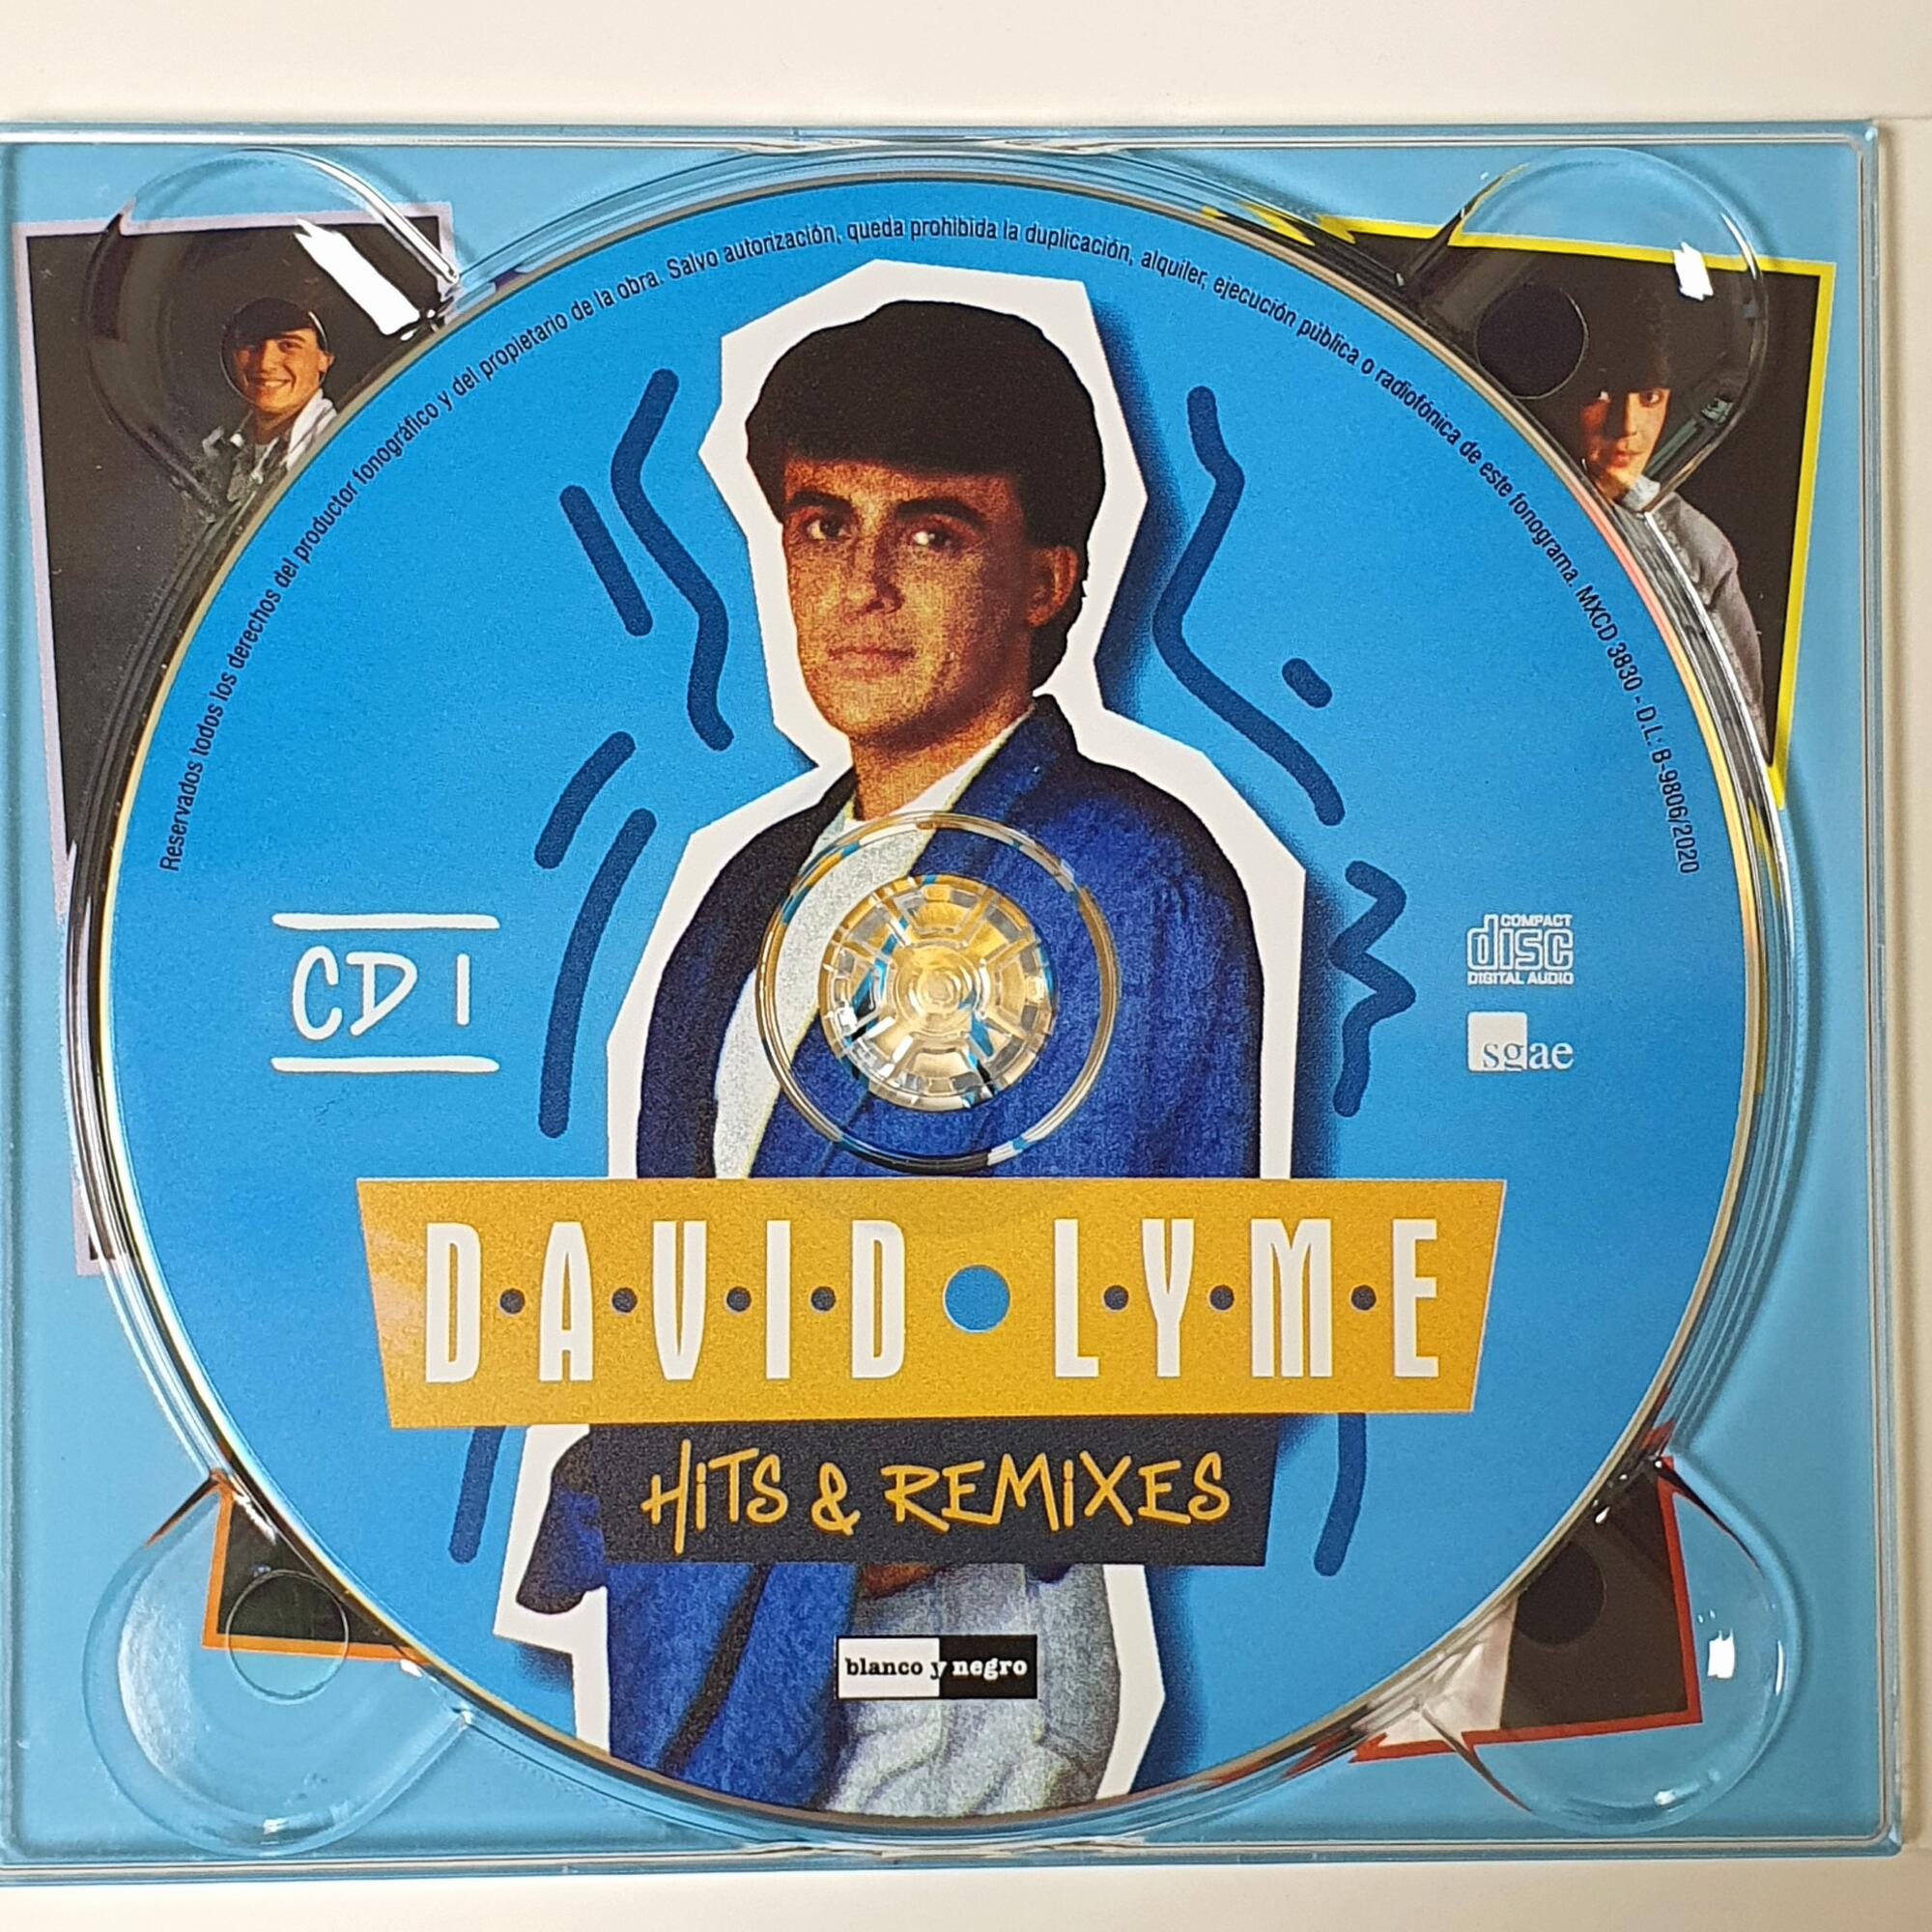 Reservados todos los derechos del productor fonográfico y del propietario de la obra. Salvo autorización, queda prohibida la duplicación, alquiler, ejecución pública o radiofónica de este fonograma. MXCD 3830 - D.L.: B-9806/2020
CD 1
COMPACT
disc
DIGITAL AUDIO
sgae
D·A·V·I·D • L·Y·M·E
HiTS & REMiXES
blanco y negro